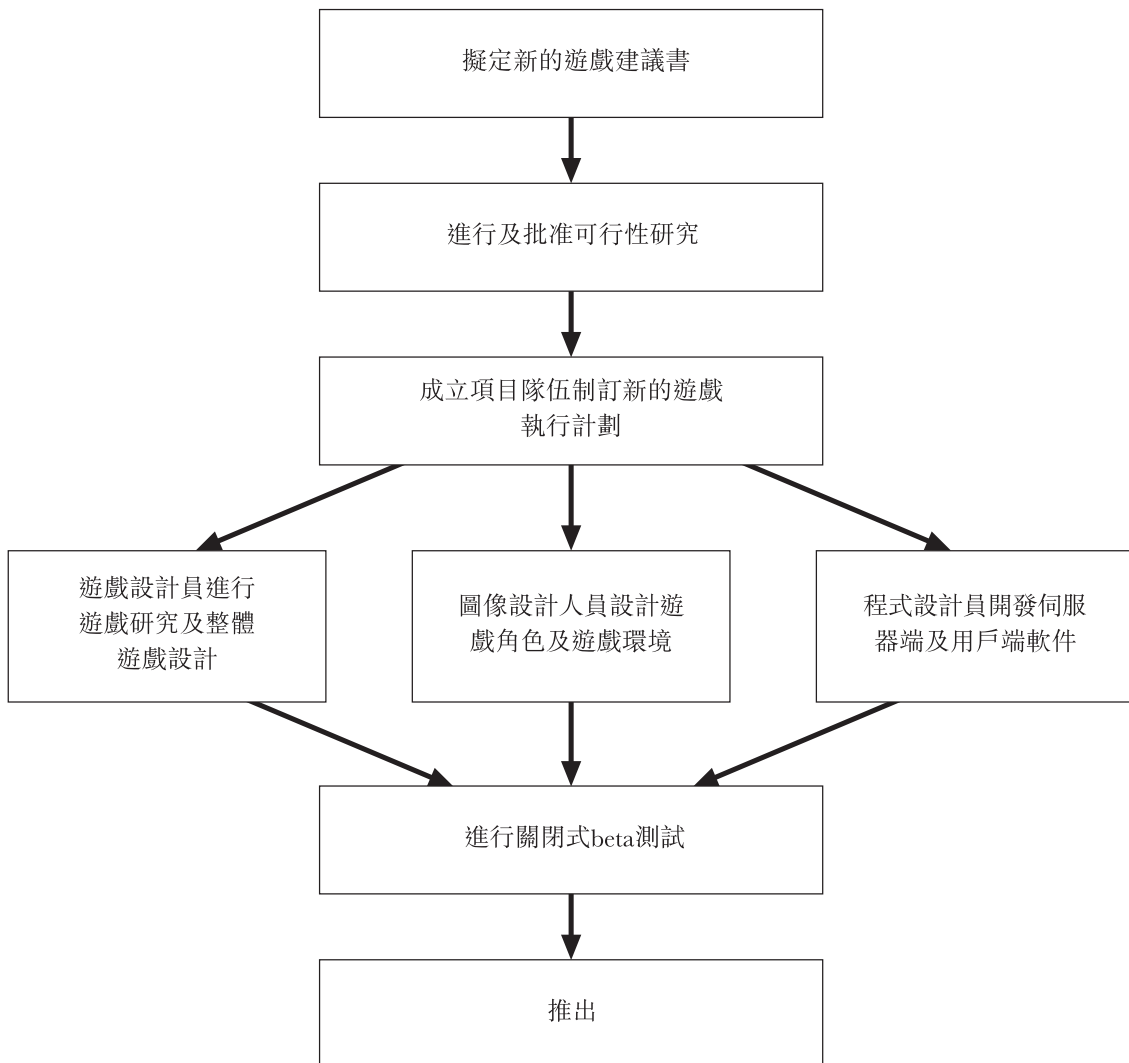 擬定新的遊戲建議書
進行及批准可行性研究
成立項目隊伍制訂新的遊戲
執行計劃
遊戲設計員進行
遊戲研究及整體
遊戲設計
圖像設計人員設計遊
戲角色及遊戲環境
程式設計員開發伺服
器端及用戶端軟件
進行關閉式beta測試
推出